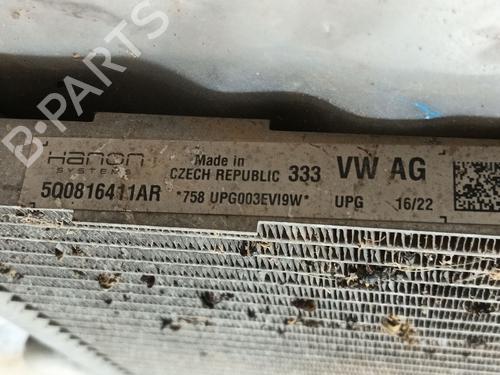 B-PARTS
Hanon
SYSTEMS
Made in
CZECH REPUBLIC 333 VW AG
5Q0816411AR *758 UPG003EVI9W* UPG 16/22